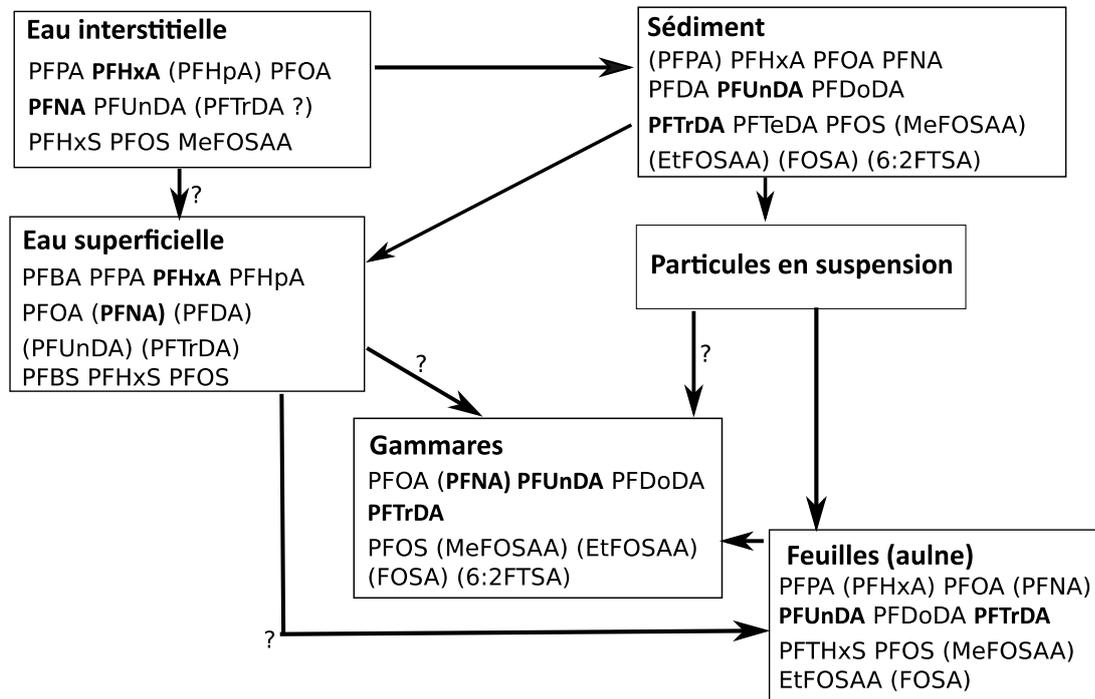 Eau interstitielle
PFPA PFHxA (PFHpA) PFOA
PFNA PFUnDA (PFTrDA ?)
PFHxS PFOS MeFOSAA
Sédiment
(PFPA) PFHxA PFOA PFNA
PFDA PFUnDA PFDoDA
PFTrDA PFTeDA PFOS (MeFOSAA)
(EtFOSAA) (FOSA) (6:2FTSA)
?
Eau superficielle
PFBA PFPA PFHxA PFHpA
PFOA (PFNA) (PFDA)
(PFUnDA) (PFTrDA)
PFBS PFHxS PFOS
Particules en suspension
?
?
Gammares
PFOA (PFNA) PFUnDA PFDoDA
PFTrDA
PFOS (MeFOSAA) (EtFOSAA)
(FOSA) (6:2FTSA)
Feuilles (aulne)
PFPA (PFHxA) PFOA (PFNA)
PFUnDA PFDoDA PFTrDA
PFTHxS PFOS (MeFOSAA)
EtFOSAA (FOSA)
?